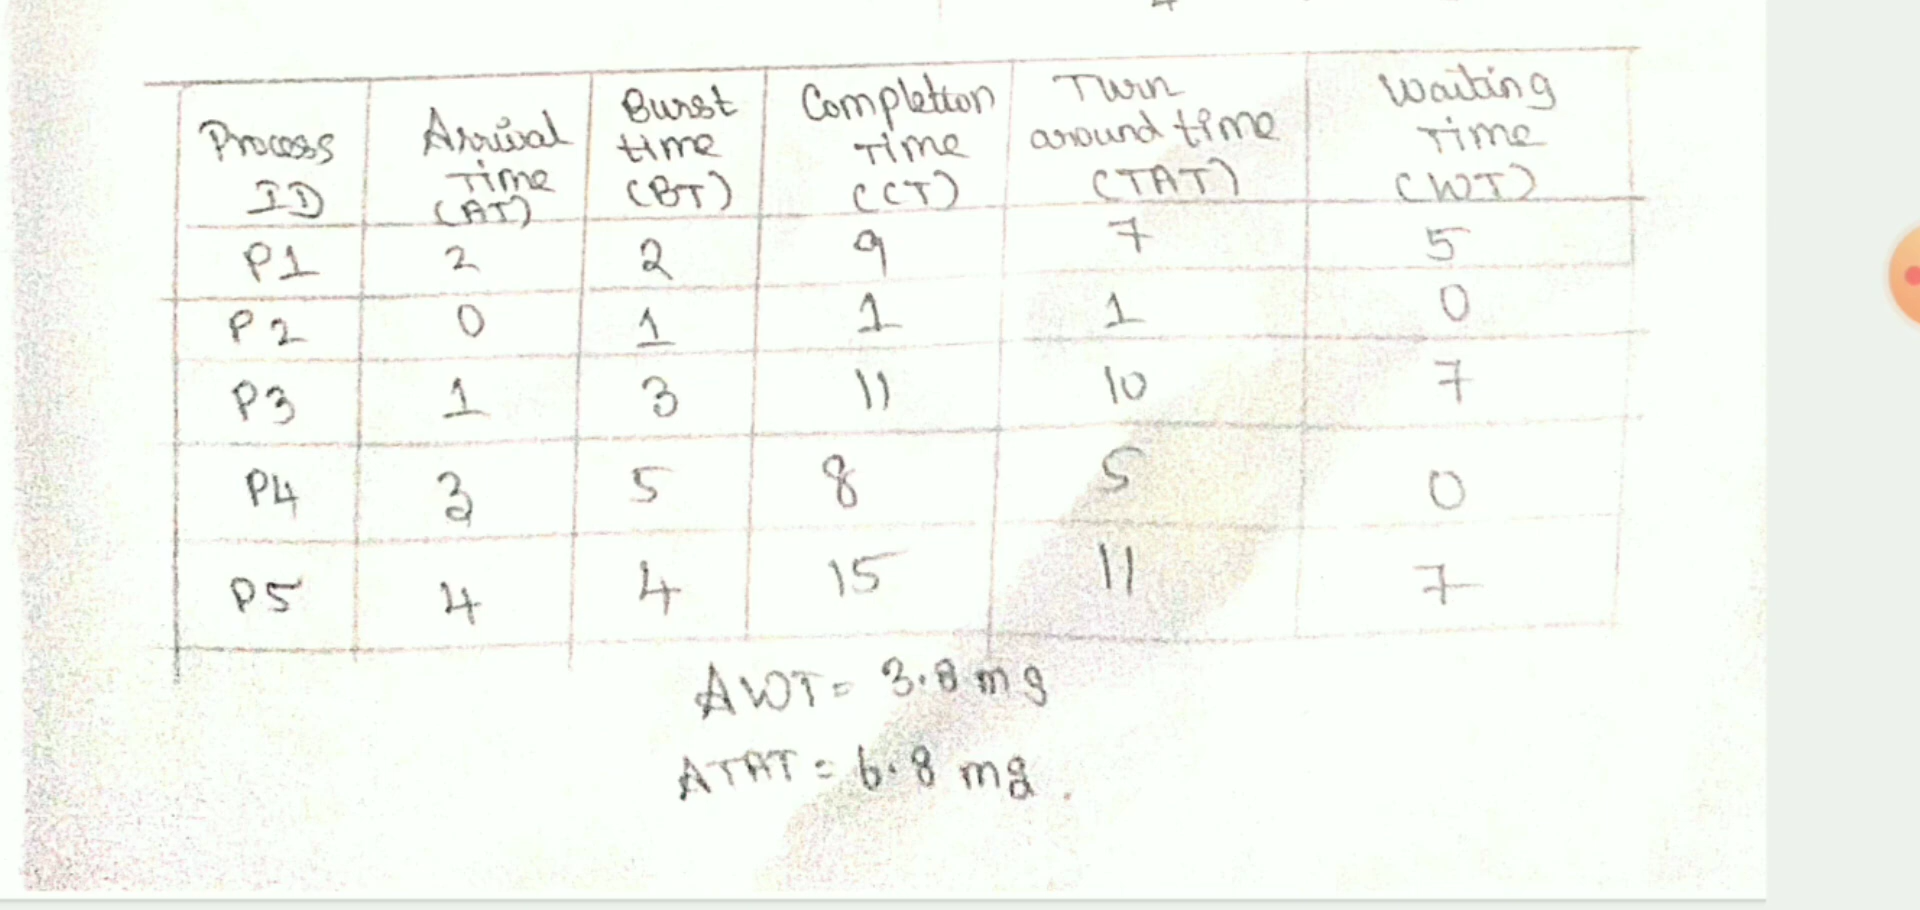 Process ID | Arrival Time (AT) | Burst time (BT) | Completion Time (CT) | Turn around time (TAT) | Waiting Time (WT)
P1 | 2 | 2 | 9 | 7 | 5
P2 | 0 | 1 | 1 | 1 | 0
P3 | 1 | 3 | 11 | 10 | 7
P4 | 3 | 5 | 8 | 5 | 0
P5 | 4 | 4 | 15 | 11 | 7
AWT = 3.8 ms
ATAT = 6.8 ms.